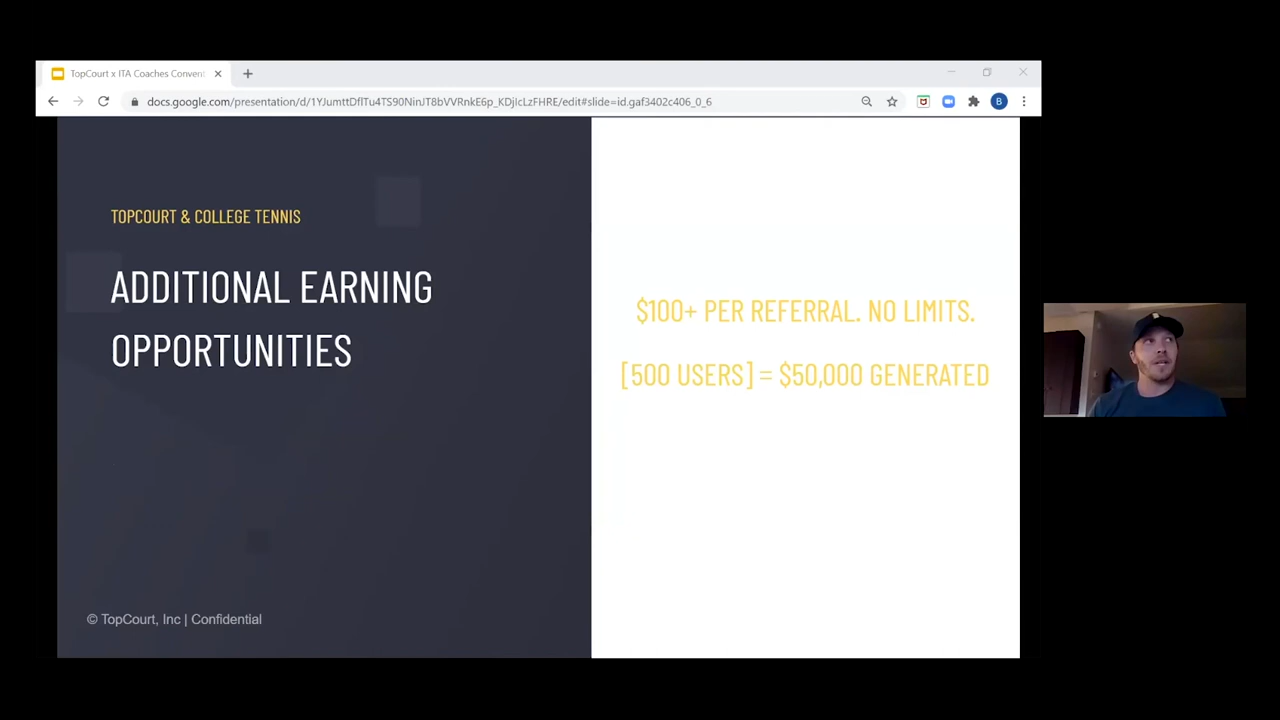 TopCourt x ITA Coaches Convent
docs.google.com/presentation/d/1YJumttDflTu4TS90NinJT8bVVRnkE6p_KDjIcLzFHRE/edit#slide=id.gaf3402c406_0_6
B
TOPCOURT & COLLEGE TENNIS
ADDITIONAL EARNING
OPPORTUNITIES
$100+ PER REFERRAL. NO LIMITS.
[500 USERS] = $50,000 GENERATED
© TopCourt, Inc | Confidential